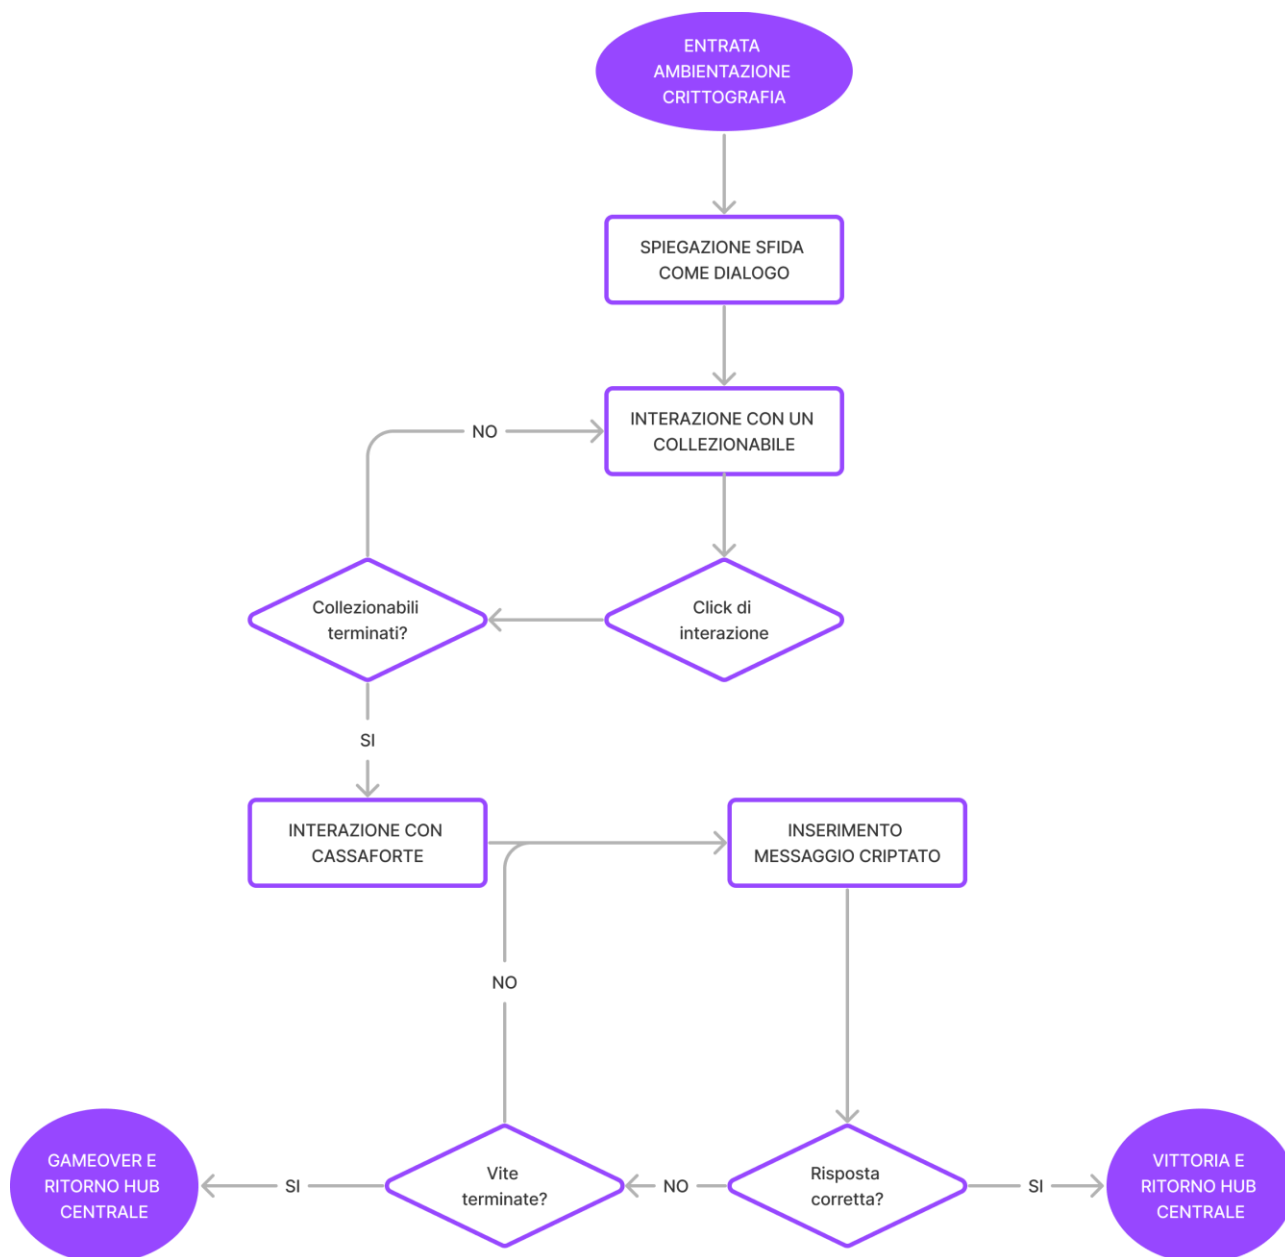 ENTRATA
AMBIENTAZIONE
CRITTOGRAFIA
SPIEGAZIONE SFIDA
COME DIALOGO
INTERAZIONE CON UN
COLLEZIONABILE
NO
Collezionabili
terminati?
Click di
interazione
SI
INTERAZIONE CON
CASSAFORTE
INSERIMENTO
MESSAGGIO CRIPTATO
NO
GAMEOVER E
RITORNO HUB
CENTRALE
SI
Vite
terminate?
NO
Risposta
corretta?
SI
VITTORIA E
RITORNO HUB
CENTRALE